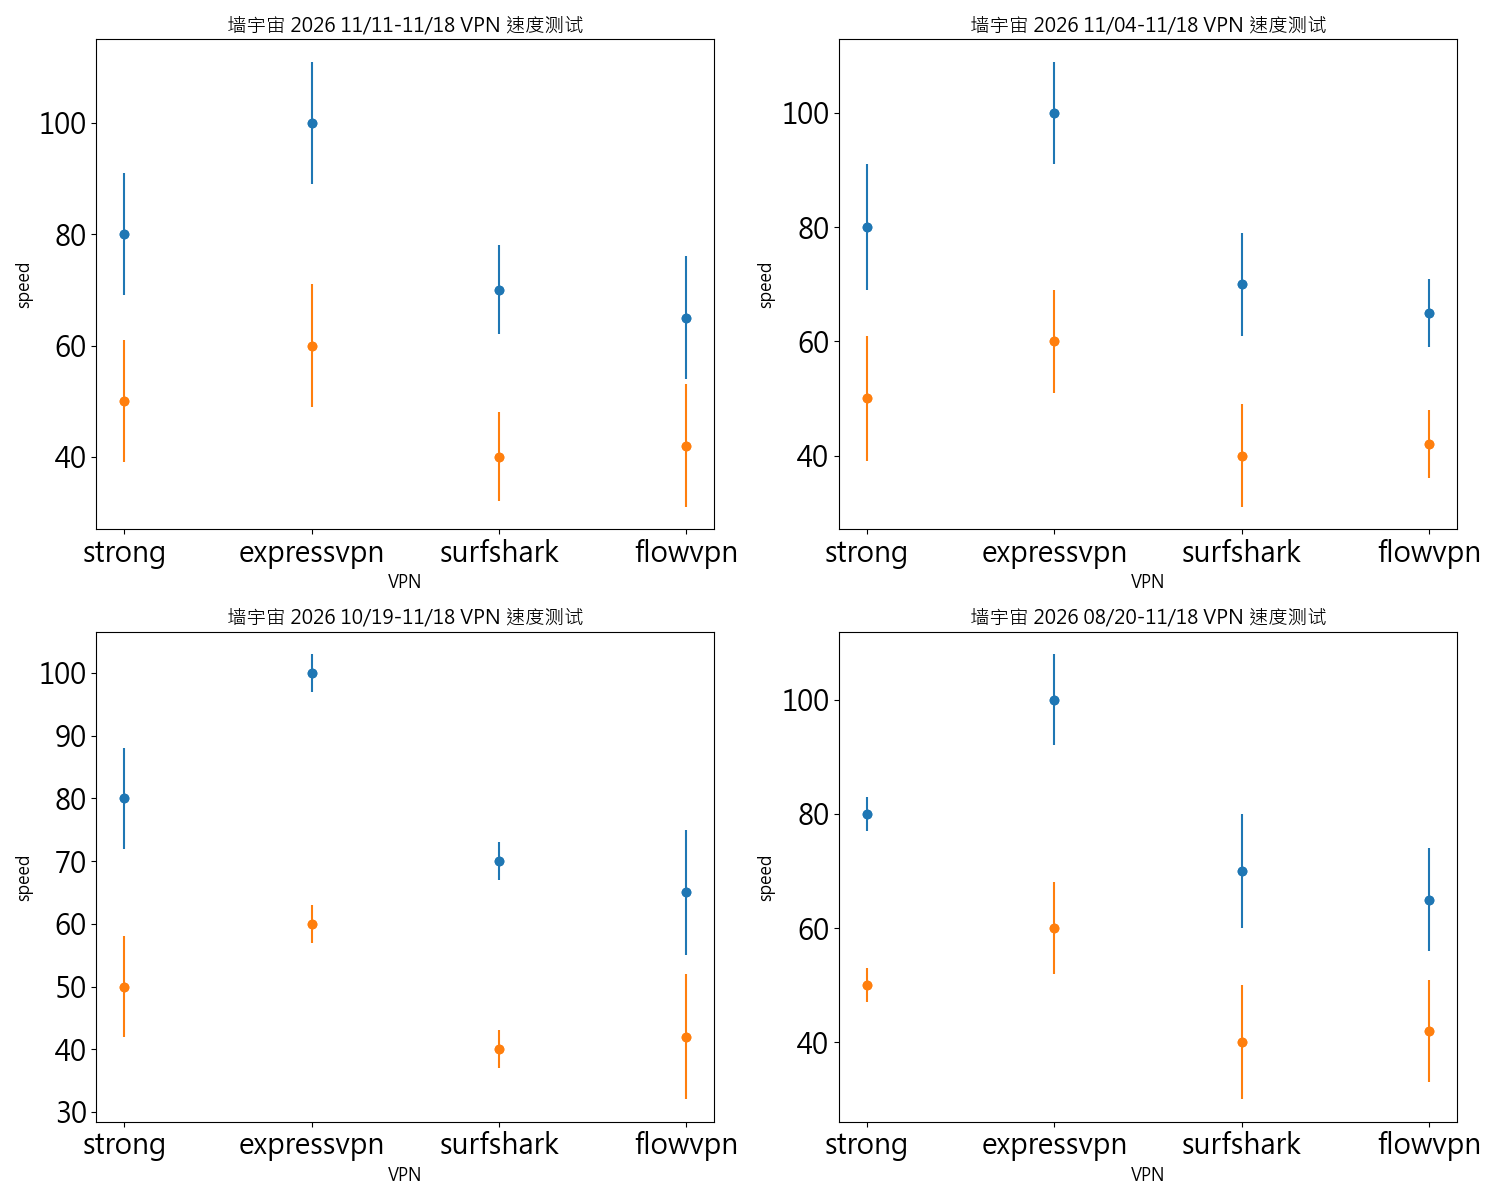 墙宇宙 2026 11/11-11/18 VPN 速度测试
100
80
60
40
speed
strong expressvpn surfshark flowvpn
VPN
墙宇宙 2026 11/04-11/18 VPN 速度测试
100
80
60
40
speed
strong expressvpn surfshark flowvpn
VPN
墙宇宙 2026 10/19-11/18 VPN 速度测试
100
90
80
70
60
50
40
30
speed
strong expressvpn surfshark flowvpn
VPN
墙宇宙 2026 08/20-11/18 VPN 速度测试
100
80
60
40
speed
strong expressvpn surfshark flowvpn
VPN